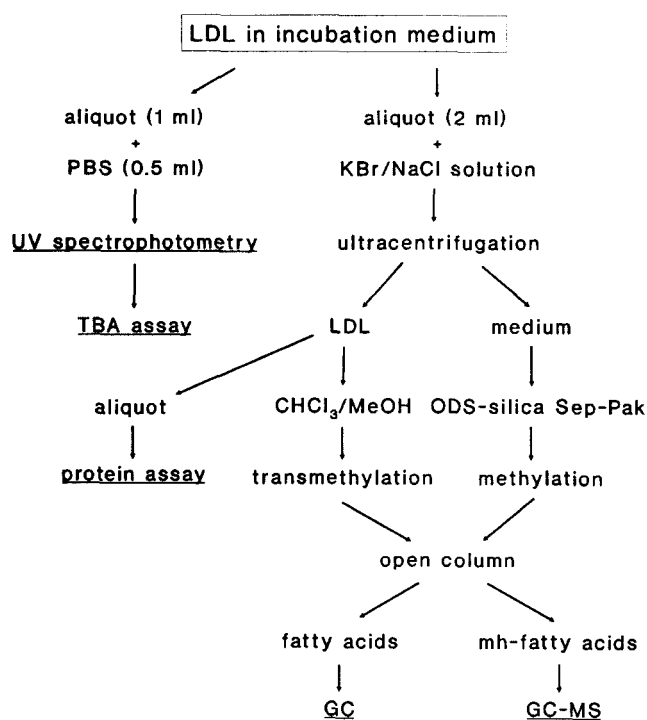 LDL in incubation medium
aliquot (1 ml)
+
PBS (0.5 ml)
UV spectrophotometry
TBA assay
aliquot (2 ml)
+
KBr/NaCl solution
ultracentrifugation
LDL
medium
aliquot
protein assay
CHCl₃/MeOH
ODS-silica Sep-Pak
transmethylation
methylation
open column
fatty acids
mh-fatty acids
GC
GC-MS